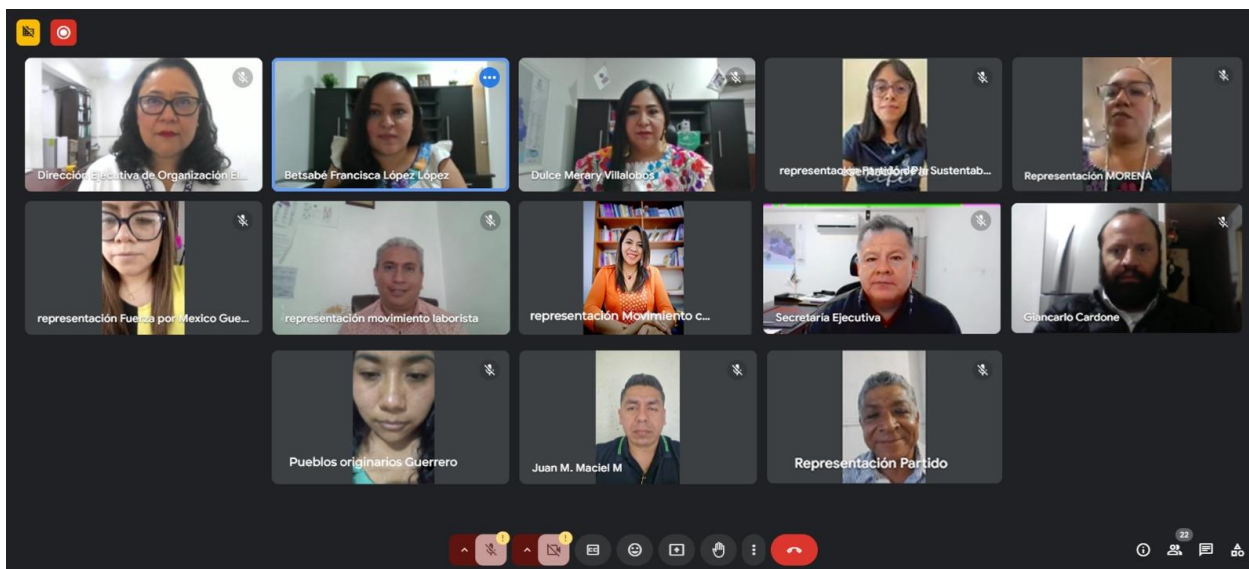 Dirección Ejecutiva de Organización El...
Betsabé Francisca López López
Dulce Merary Villalobos
Sustentab...
Representación MORENA
representación Fuerza por Mexico Gue...
representación movimiento laborista
representación Movimiento c...
Secretaría Ejecutiva
Giancarlo Cardone
Pueblos originarios Guerrero
Juan M. Maciel M
Representación Partido
22